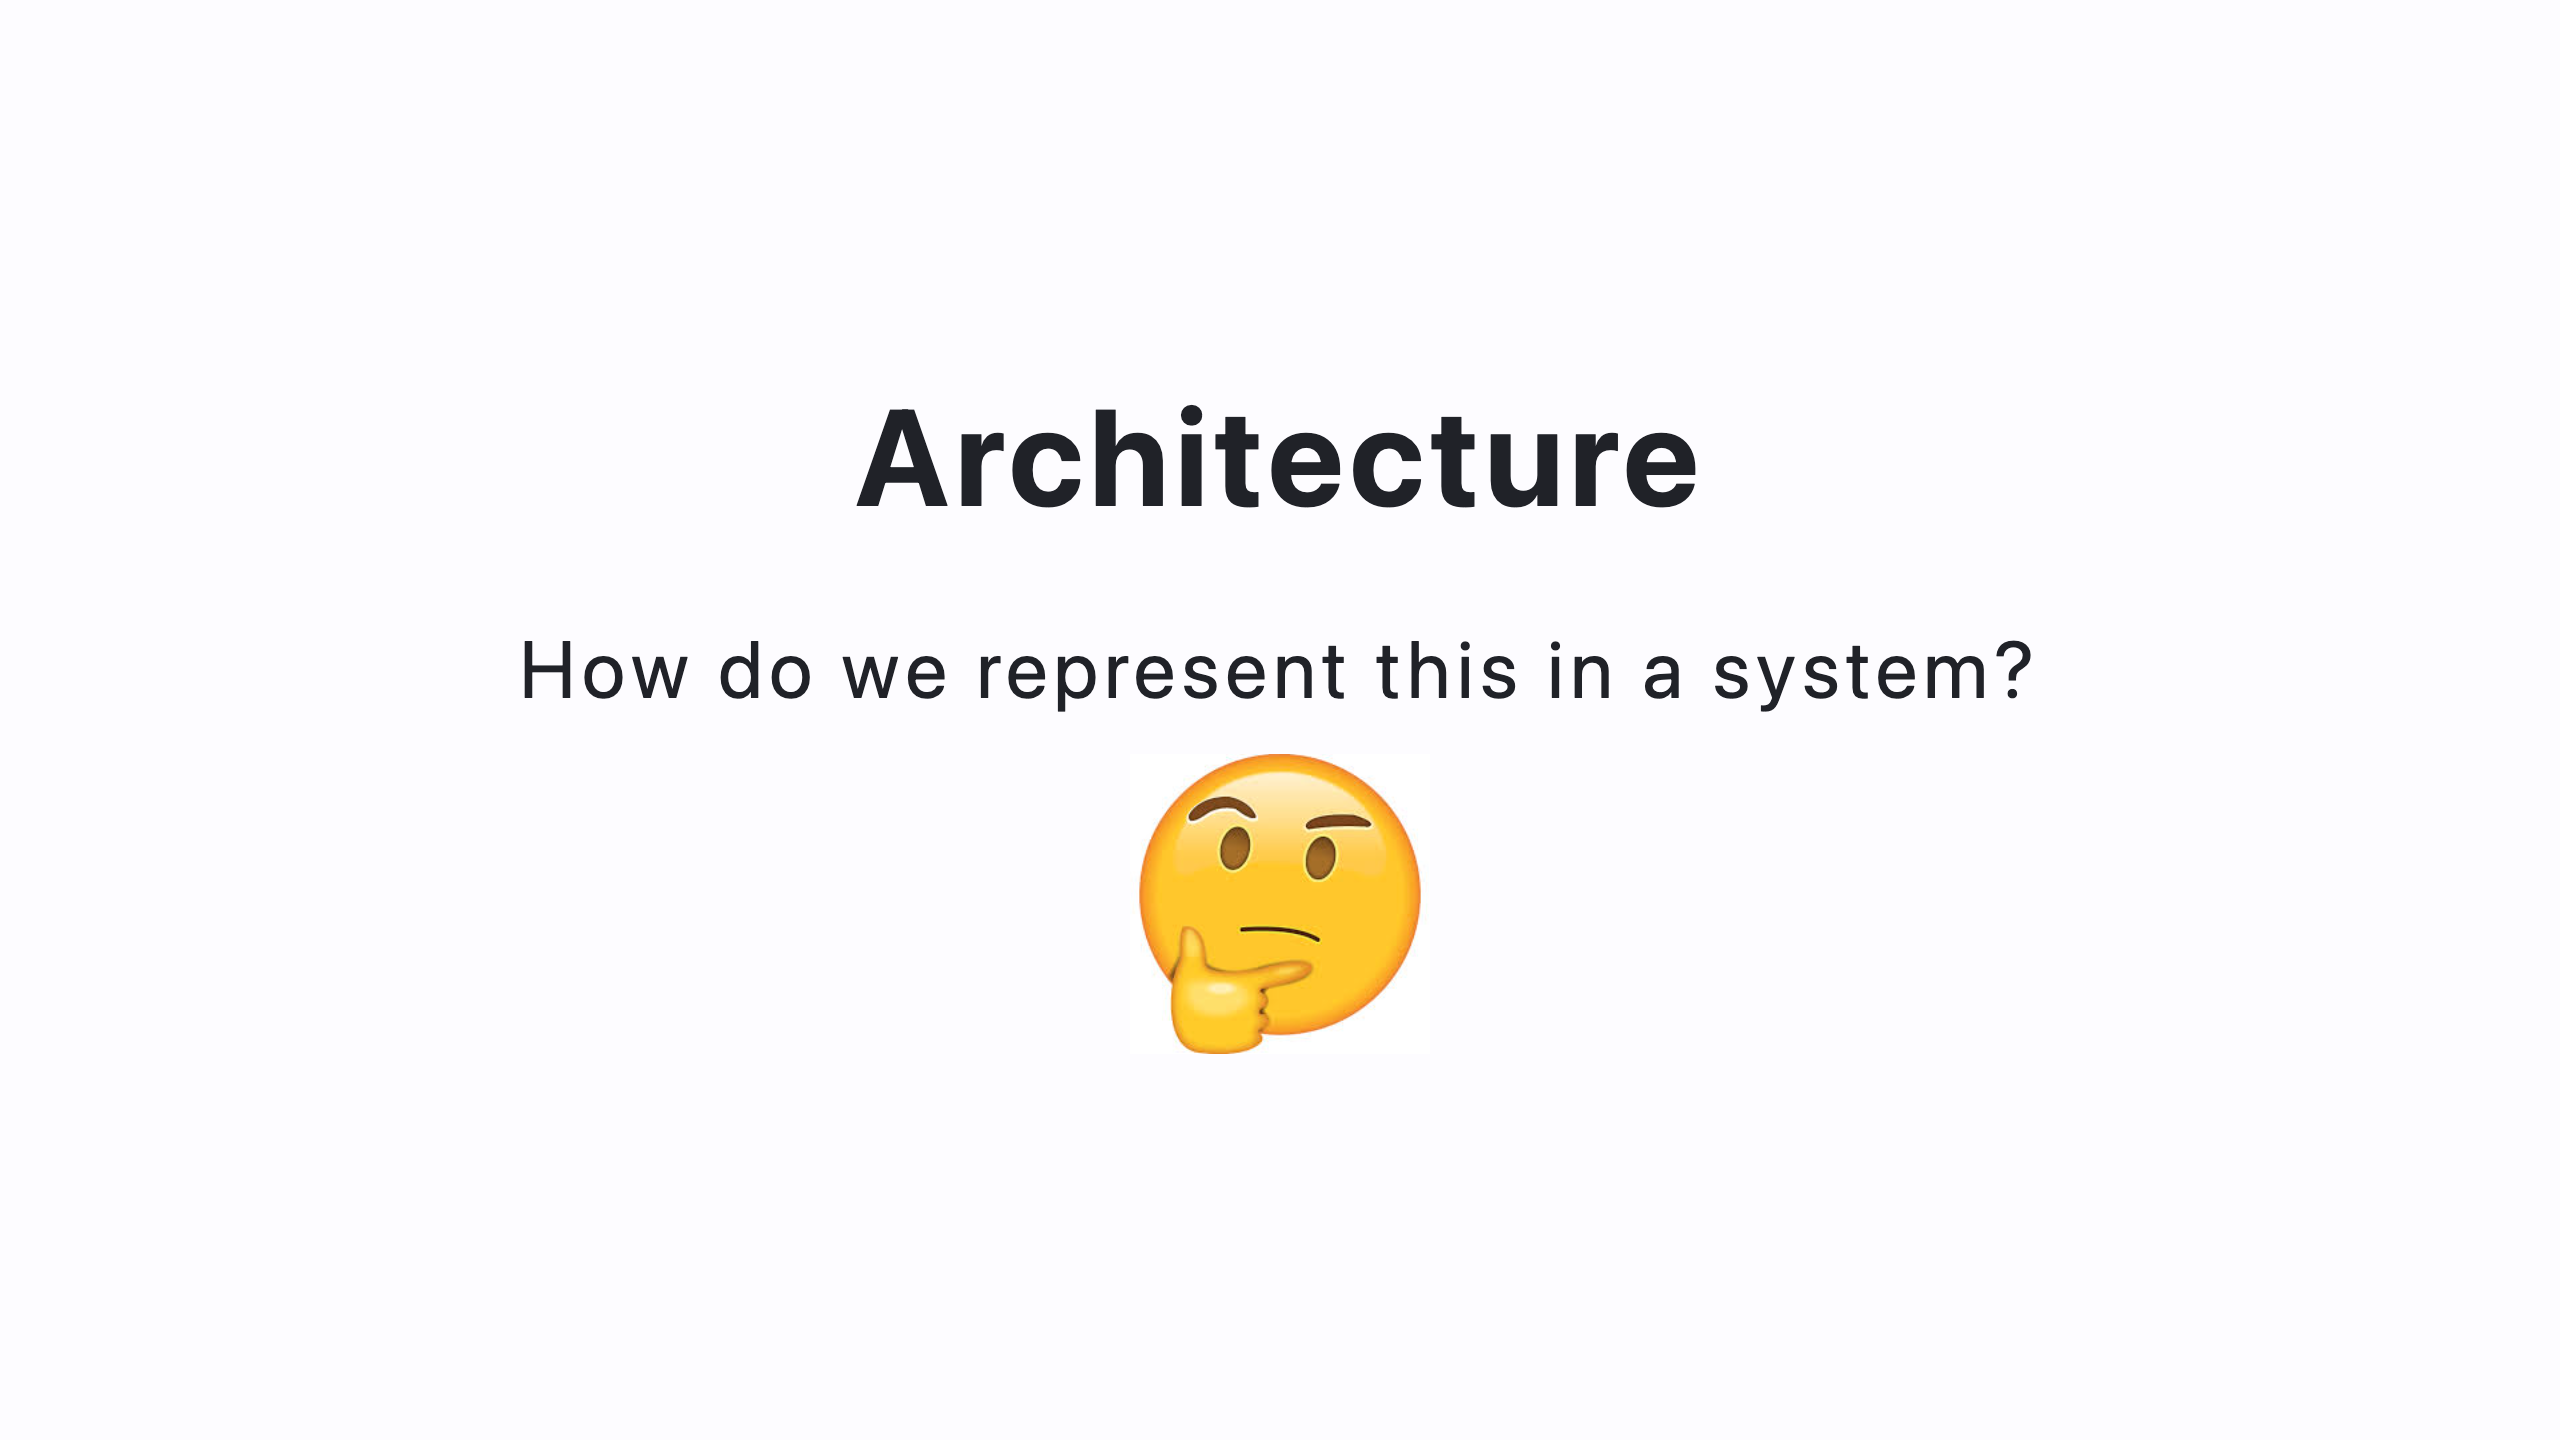 Architecture
How do we represent this in a system?